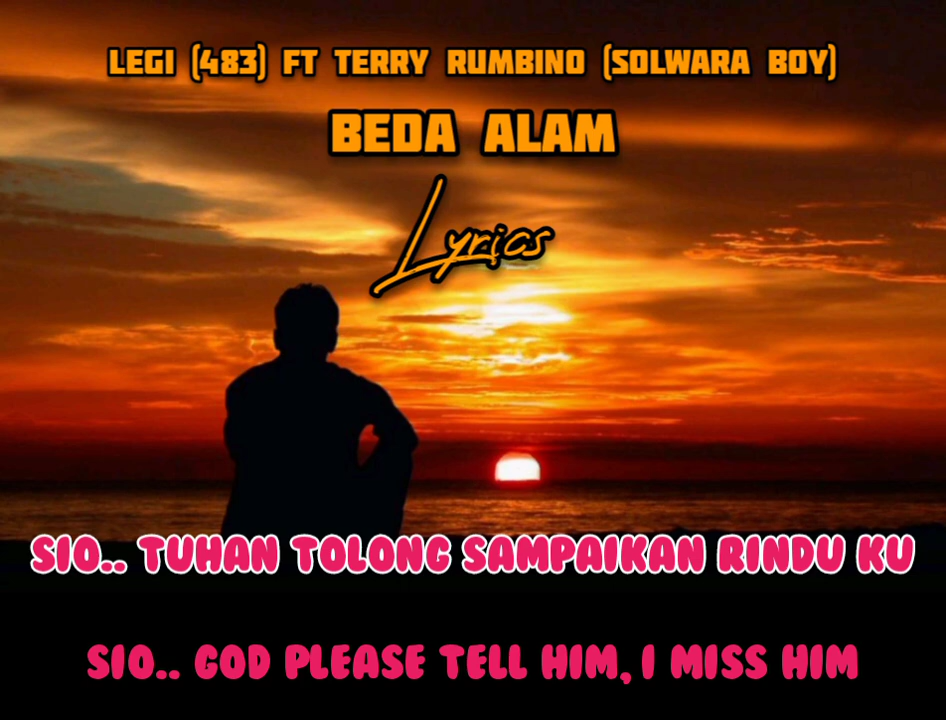 LEGI (483) FT TERRY RUMBINO (SOLWARA BOY)
BEDA ALAM
Lyrics
SIO.. TUHAN TOLONG SAMPAIKAN RINDU KU
SIO.. GOD PLEASE TELL HIM, I MISS HIM